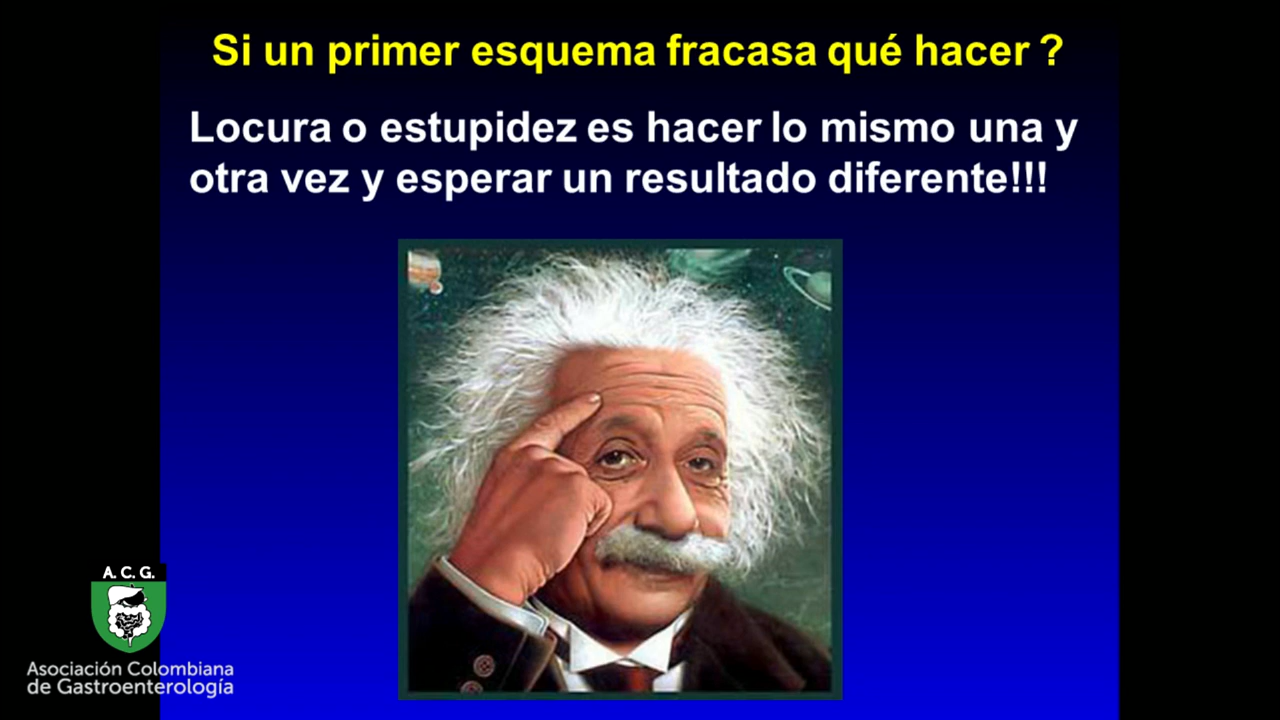 Si un primer esquema fracasa qué hacer ?
Locura o estupidez es hacer lo mismo una y
otra vez y esperar un resultado diferente!!!
A. C. G.
Asociación Colombiana
de Gastroenterología